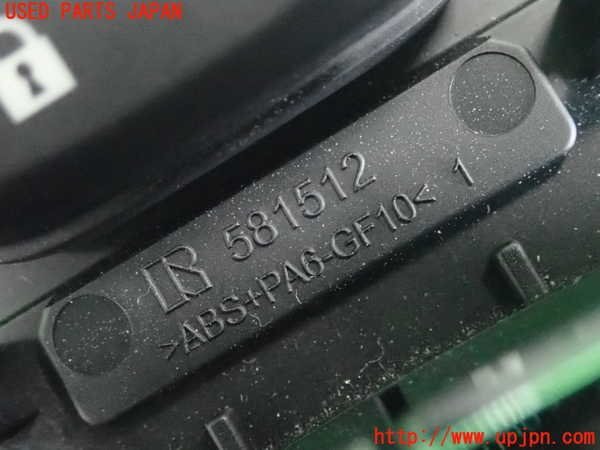 USED PARTS JAPAN
581512
>ABS+PA6-GF10< 1
http://www.upjpn.com/